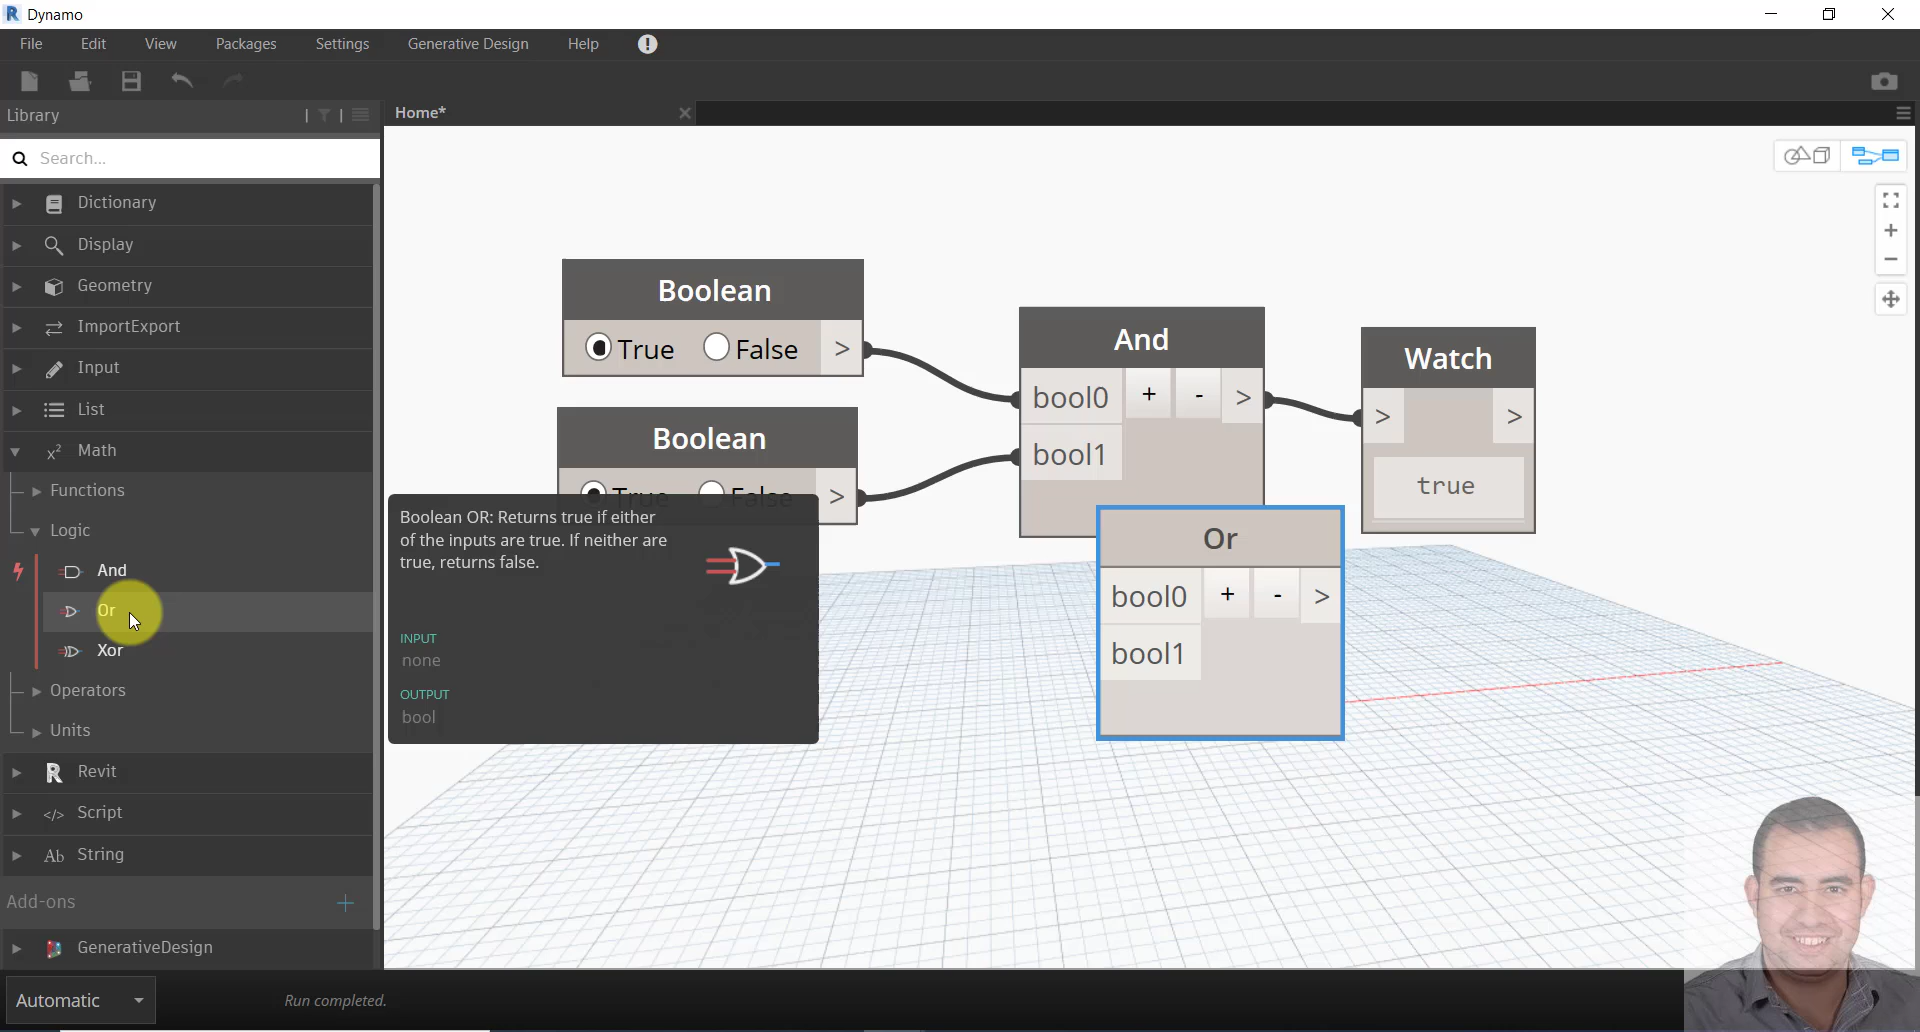 Dynamo
File Edit View Packages Settings Generative Design Help
Library
Home*
Search...
Dictionary
Display
Geometry
ImportExport
Input
List
Math
Functions
Logic
And
Or
Xor
Operators
Units
Revit
Script
String
Add-ons
GenerativeDesign
Automatic
Run completed.
Boolean
True False >
Boolean
True False >
And
bool0 + - >
bool1
Watch
> >
true
Boolean OR: Returns true if either
of the inputs are true. If neither are
true, returns false.
INPUT
none
OUTPUT
bool
Or
bool0 + - >
bool1